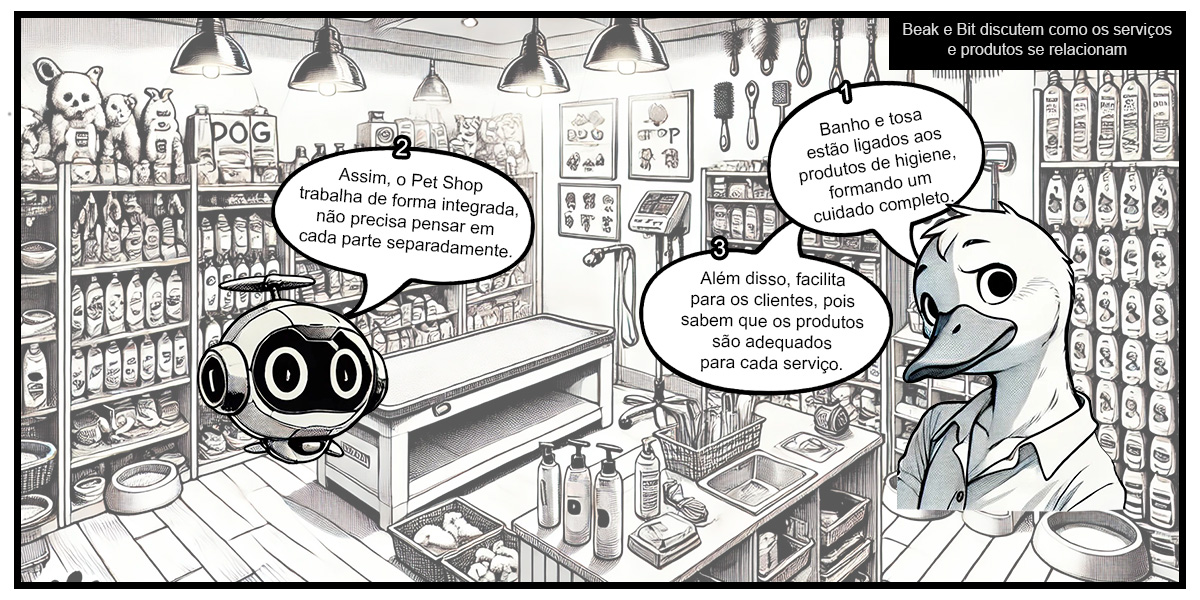 Beak e Bit discutem como os serviços
e produtos se relacionam
DOG
1
Banho e tosa
estão ligados aos
produtos de higiene,
formando um
cuidado completo.
2
Assim, o Pet Shop
trabalha de forma integrada,
não precisa pensar em
cada parte separadamente.
3
Além disso, facilita
para os clientes, pois
sabem que os produtos
são adequados
para cada serviço.